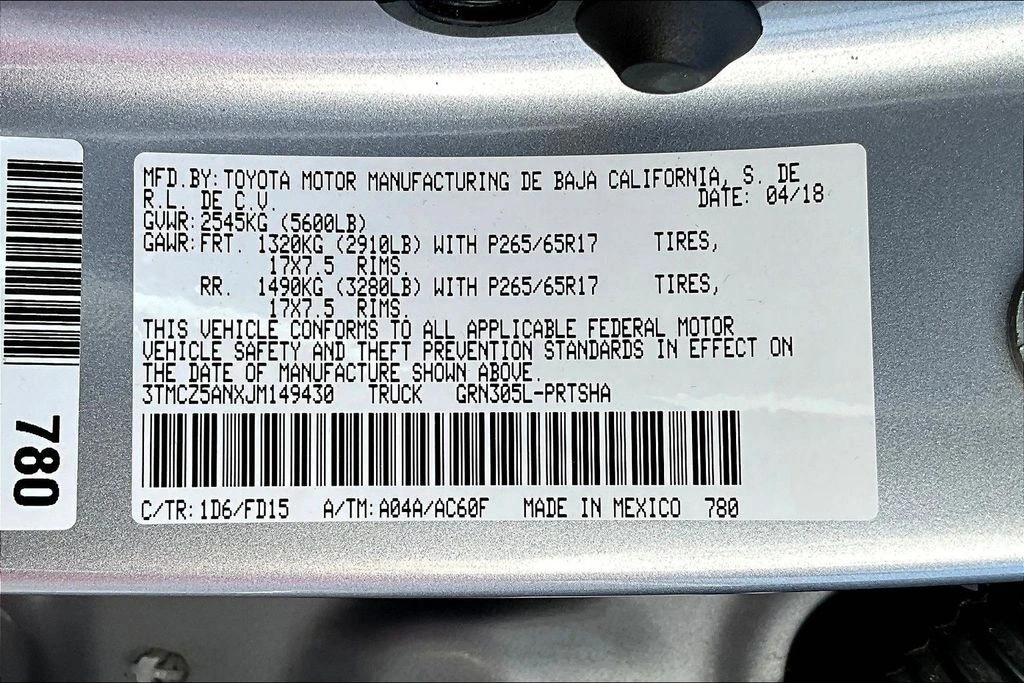 MFD.BY:TOYOTA MOTOR MANUFACTURING DE BAJA CALIFORNIA, S. DE
R.L. DE C.V. DATE: 04/18
GVWR:2545KG (5600LB)
GAWR:FRT. 1320KG (2910LB) WITH P265/65R17 TIRES,
17X7.5 RIMS.
RR. 1490KG (3280LB) WITH P265/65R17 TIRES,
17X7.5 RIMS.
THIS VEHICLE CONFORMS TO ALL APPLICABLE FEDERAL MOTOR
VEHICLE SAFETY AND THEFT PREVENTION STANDARDS IN EFFECT ON
THE DATE OF MANUFACTURE SHOWN ABOVE.
3TMCZ5ANXJM149430 TRUCK GRN305L-PRTSHA
C/TR:1D6/FD15 A/TM:A04A/AC60F MADE IN MEXICO 780
780